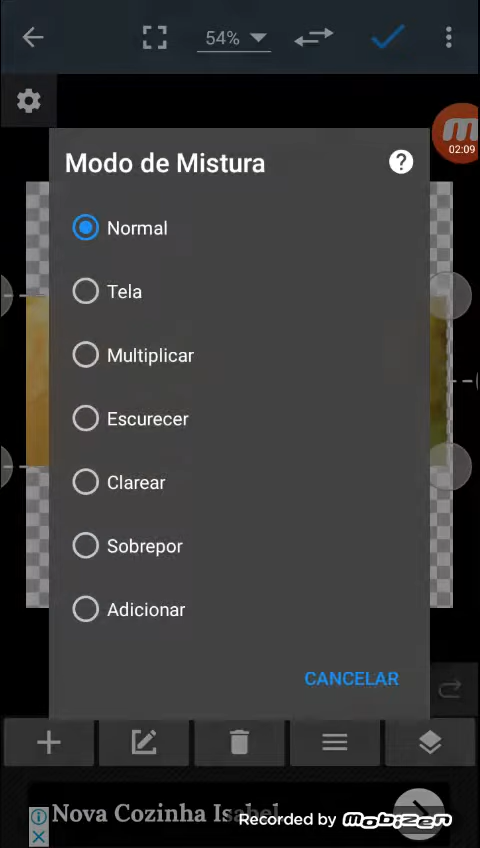 54%
02:09
Modo de Mistura
Normal
Tela
Multiplicar
Escurecer
Clarear
Sobrepor
Adicionar
CANCELAR
Nova Cozinha Isabel
Recorded by MOBIZEN